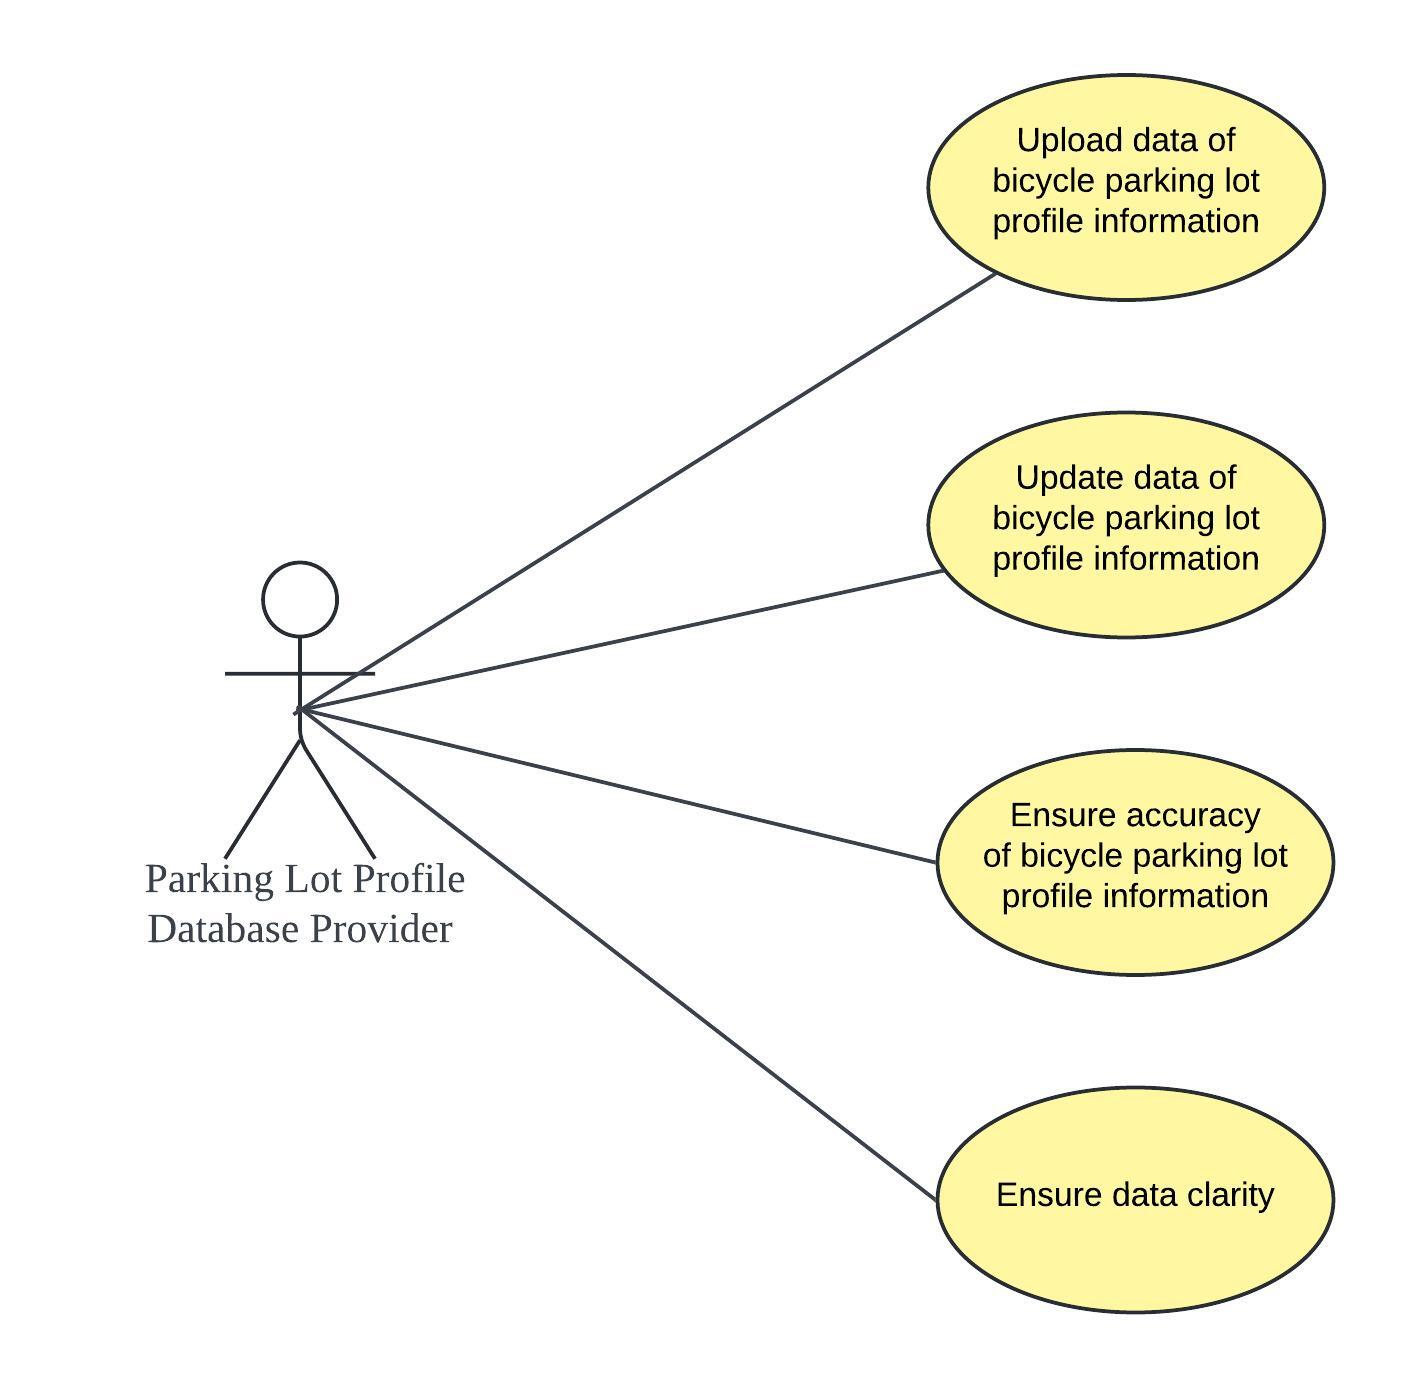 Upload data of
bicycle parking lot
profile information
Update data of
bicycle parking lot
profile information
Parking Lot Profile
Database Provider
Ensure accuracy
of bicycle parking lot
profile information
Ensure data clarity